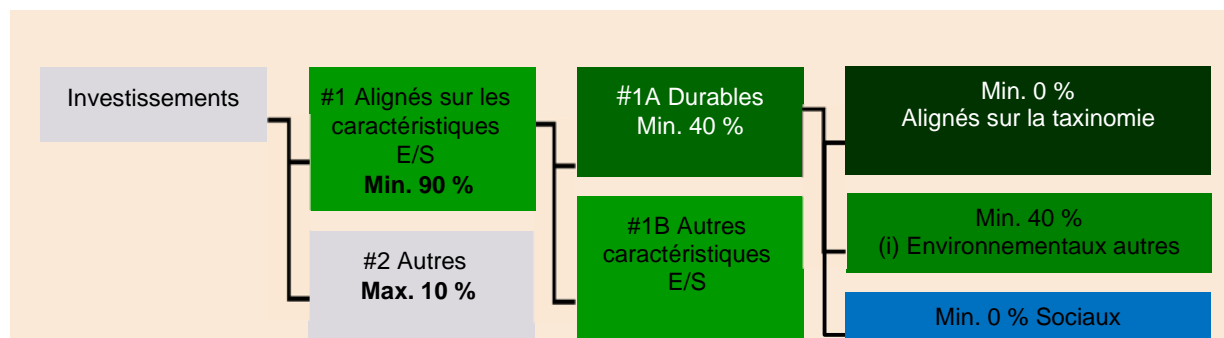 Investissements
#1 Alignés sur les
caractéristiques
E/S
Min. 90 %
#2 Autres
Max. 10 %
#1A Durables
Min. 40 %
#1B Autres
caractéristiques
E/S
Min. 0 %
Alignés sur la taxinomie
Min. 40 %
(i) Environnementaux autres
Min. 0 % Sociaux